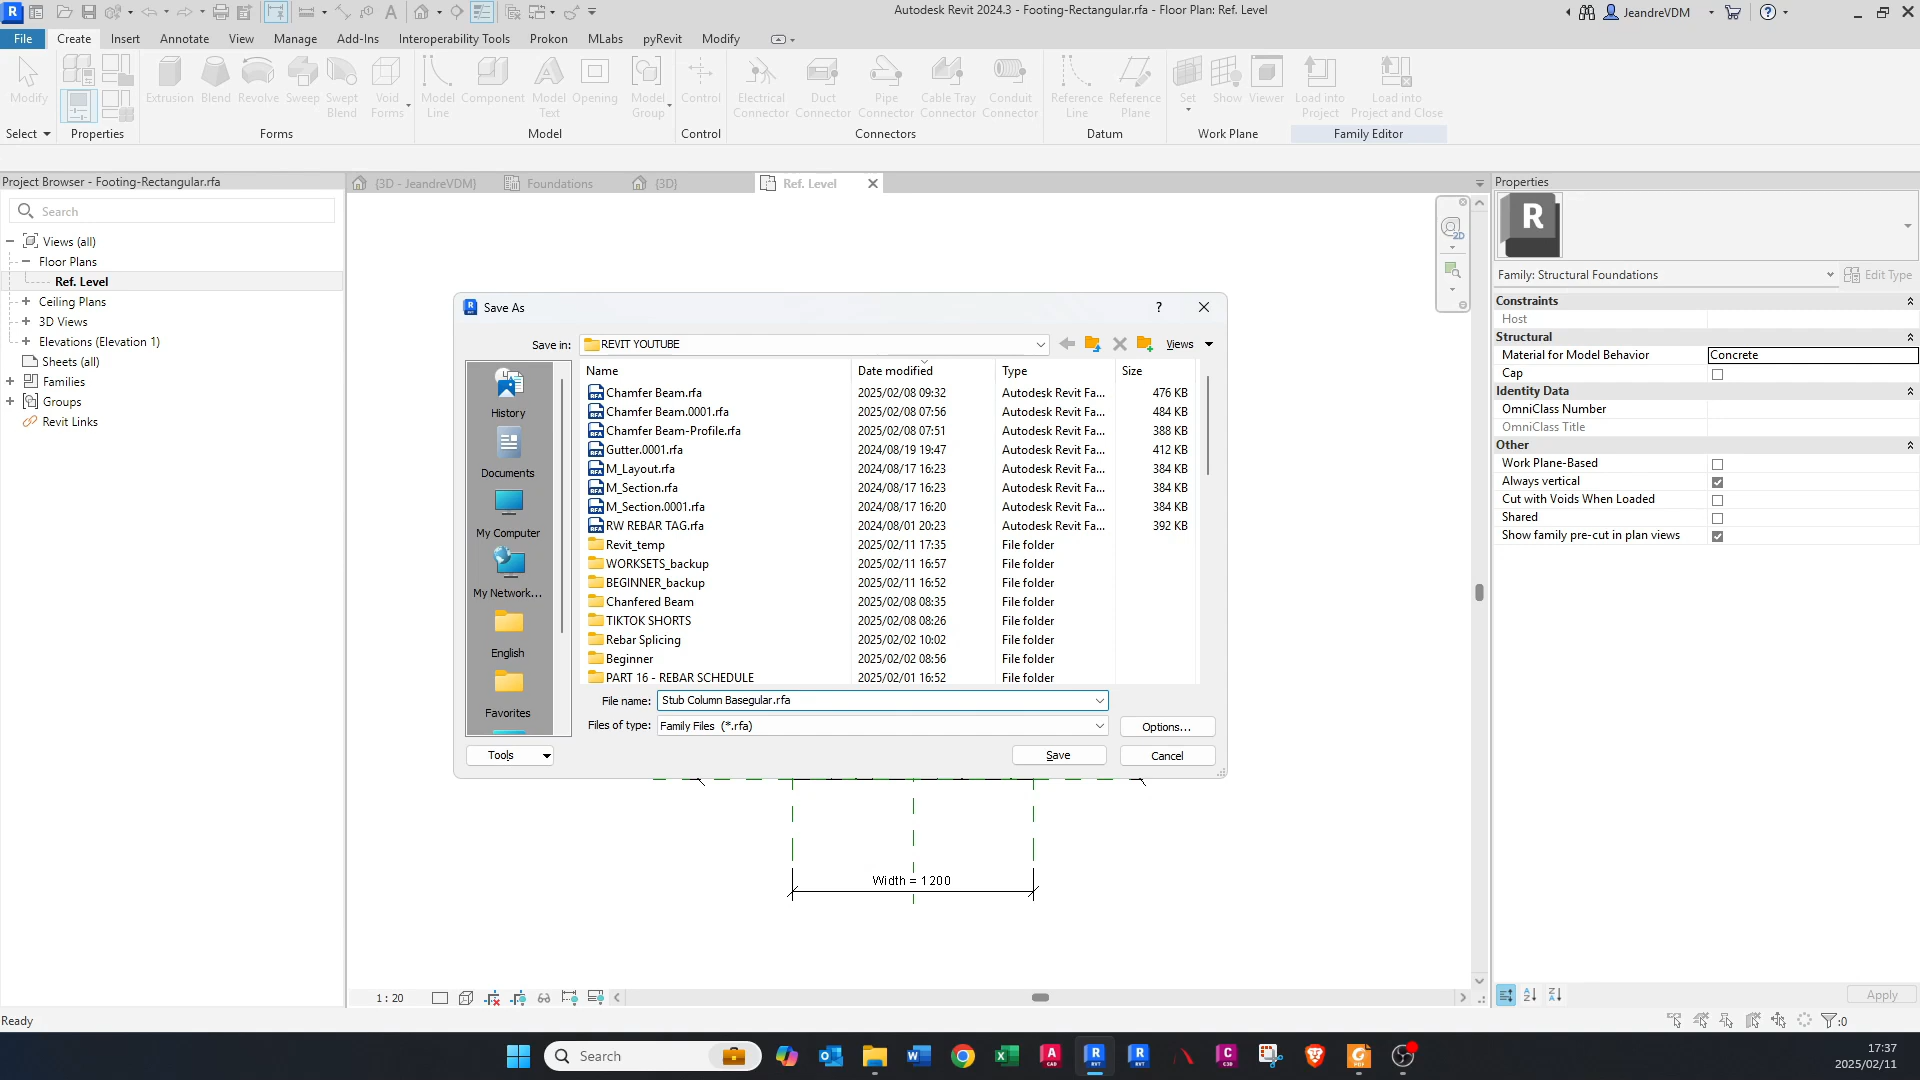 Autodesk Revit 2024.3 - Footing-Rectangular.rfa - Floor Plan: Ref. Level
JeandreVDM
File
Create
Insert
Annotate
View
Manage
Add-Ins
Interoperability Tools
Prokon
MLabs
pyRevit
Modify
Modify
Extrusion
Blend
Revolve
Sweep
Swept
Blend
Void
Forms
Model
Line
Component
Model
Text
Opening
Model
Group
Control
Electrical
Connector
Duct
Connector
Pipe
Connector
Cable Tray
Connector
Conduit
Connector
Reference
Line
Reference
Plane
Set
Show
Viewer
Load into
Project
Load into
Project and Close
Select
Properties
Forms
Model
Control
Connectors
Datum
Work Plane
Family Editor
Project Browser - Footing-Rectangular.rfa
Search
Views (all)
Floor Plans
Ref. Level
Ceiling Plans
3D Views
Elevations (Elevation 1)
Sheets (all)
Families
Groups
Revit Links
{3D - JeandreVDM}
Foundations
{3D}
Ref. Level
2D
Save As
?
Save in:
REVIT YOUTUBE
Views
History
Documents
My Computer
My Network...
English
Favorites
Name
Date modified
Type
Size
Chamfer Beam.rfa 2025/02/08 09:32 Autodesk Revit Fa... 476 KB
Chamfer Beam.0001.rfa 2025/02/08 07:56 Autodesk Revit Fa... 484 KB
Chamfer Beam-Profile.rfa 2025/02/08 07:51 Autodesk Revit Fa... 388 KB
Gutter.0001.rfa 2024/08/19 19:47 Autodesk Revit Fa... 412 KB
M_Layout.rfa 2024/08/17 16:23 Autodesk Revit Fa... 384 KB
M_Section.rfa 2024/08/17 16:23 Autodesk Revit Fa... 384 KB
M_Section.0001.rfa 2024/08/17 16:20 Autodesk Revit Fa... 384 KB
RW REBAR TAG.rfa 2024/08/01 20:23 Autodesk Revit Fa... 392 KB
Revit_temp 2025/02/11 17:35 File folder
WORKSETS_backup 2025/02/11 16:57 File folder
BEGINNER_backup 2025/02/11 16:52 File folder
Chanfered Beam 2025/02/08 08:35 File folder
TIKTOK SHORTS 2025/02/08 08:26 File folder
Rebar Splicing 2025/02/02 10:02 File folder
Beginner 2025/02/02 08:56 File folder
PART 16 - REBAR SCHEDULE 2025/02/01 16:52 File folder
File name: Stub Column Basegular.rfa
Files of type: Family Files (*.rfa)
Options...
Tools
Save
Cancel
Width = 1200
1 : 20
Properties
R
Family: Structural Foundations
Edit Type
Constraints
Host
Structural
Material for Model Behavior Concrete
Cap
Identity Data
OmniClass Number
OmniClass Title
Other
Work Plane-Based
Always vertical
Cut with Voids When Loaded
Shared
Show family pre-cut in plan views
Apply
Ready
:0
Search
17:37
2025/02/11